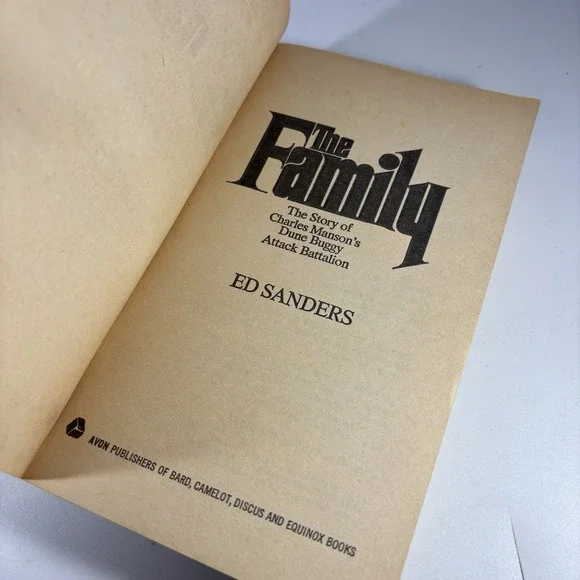 The
Family
The Story of
Charles Manson's
Dune Buggy
Attack Battalion
ED SANDERS
AVON PUBLISHERS OF BARD, CAMELOT, DISCUS AND EQUINOX BOOKS